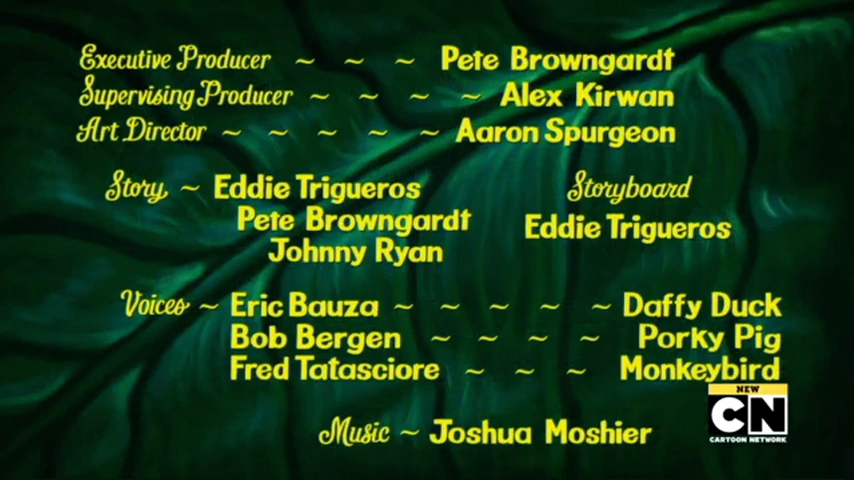 Executive Producer ~ ~ ~ Pete Browngardt
Supervising Producer ~ ~ ~ ~ Alex Kirwan
Art Director ~ ~ ~ ~ ~ Aaron Spurgeon
Story ~ Eddie Trigueros
Pete Browngardt
Johnny Ryan
Storyboard
Eddie Trigueros
Voices ~ Eric Bauza ~ ~ ~ ~ ~ Daffy Duck
Bob Bergen ~ ~ ~ ~ Porky Pig
Fred Tatasciore ~ ~ ~ Monkeybird
Music ~ Joshua Moshier
NEW
CN
CARTOON NETWORK